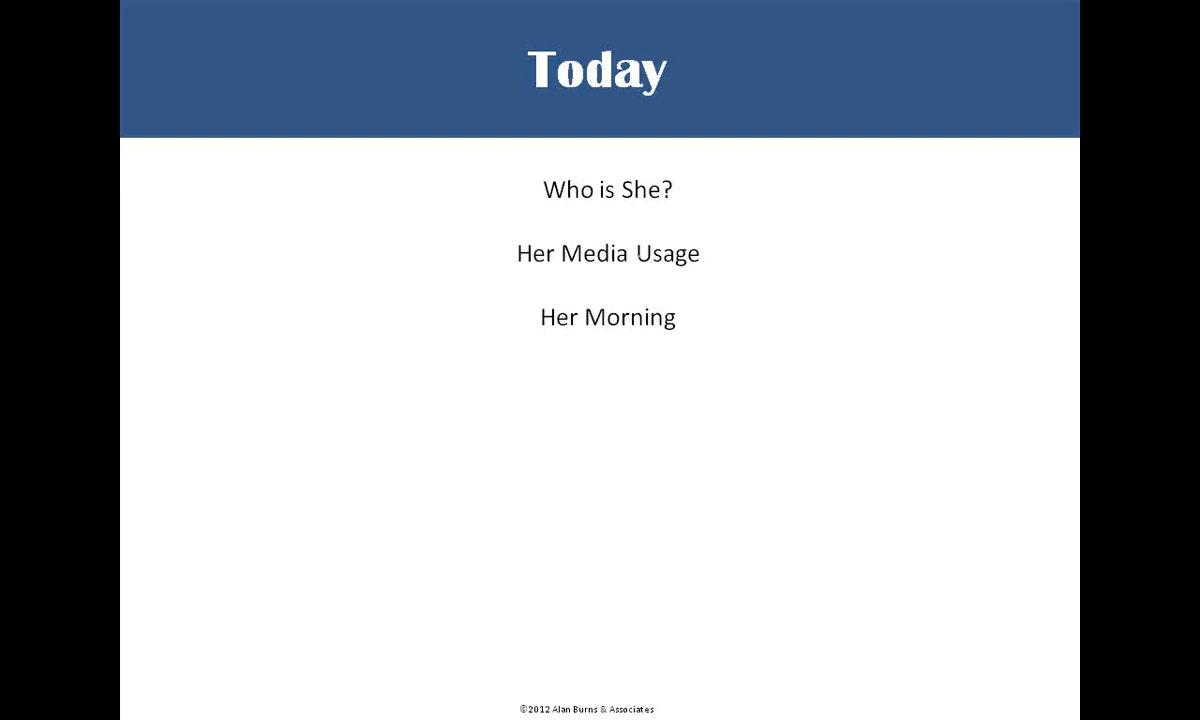 Today
Who is She?
Her Media Usage
Her Morning
©2012 Alan Burns & Associates